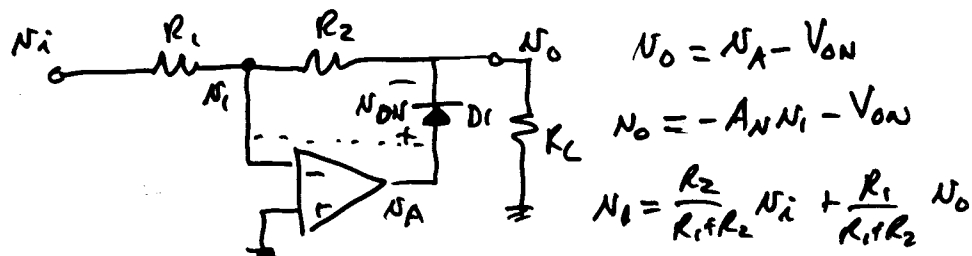 vi R1 R2 vo
v1
vON D1
- +
RL
- +
vA
vo = vA - VON
vo = -Av v1 - VON
v1 = R2/(R1+R2) vi + R1/(R1+R2) vo